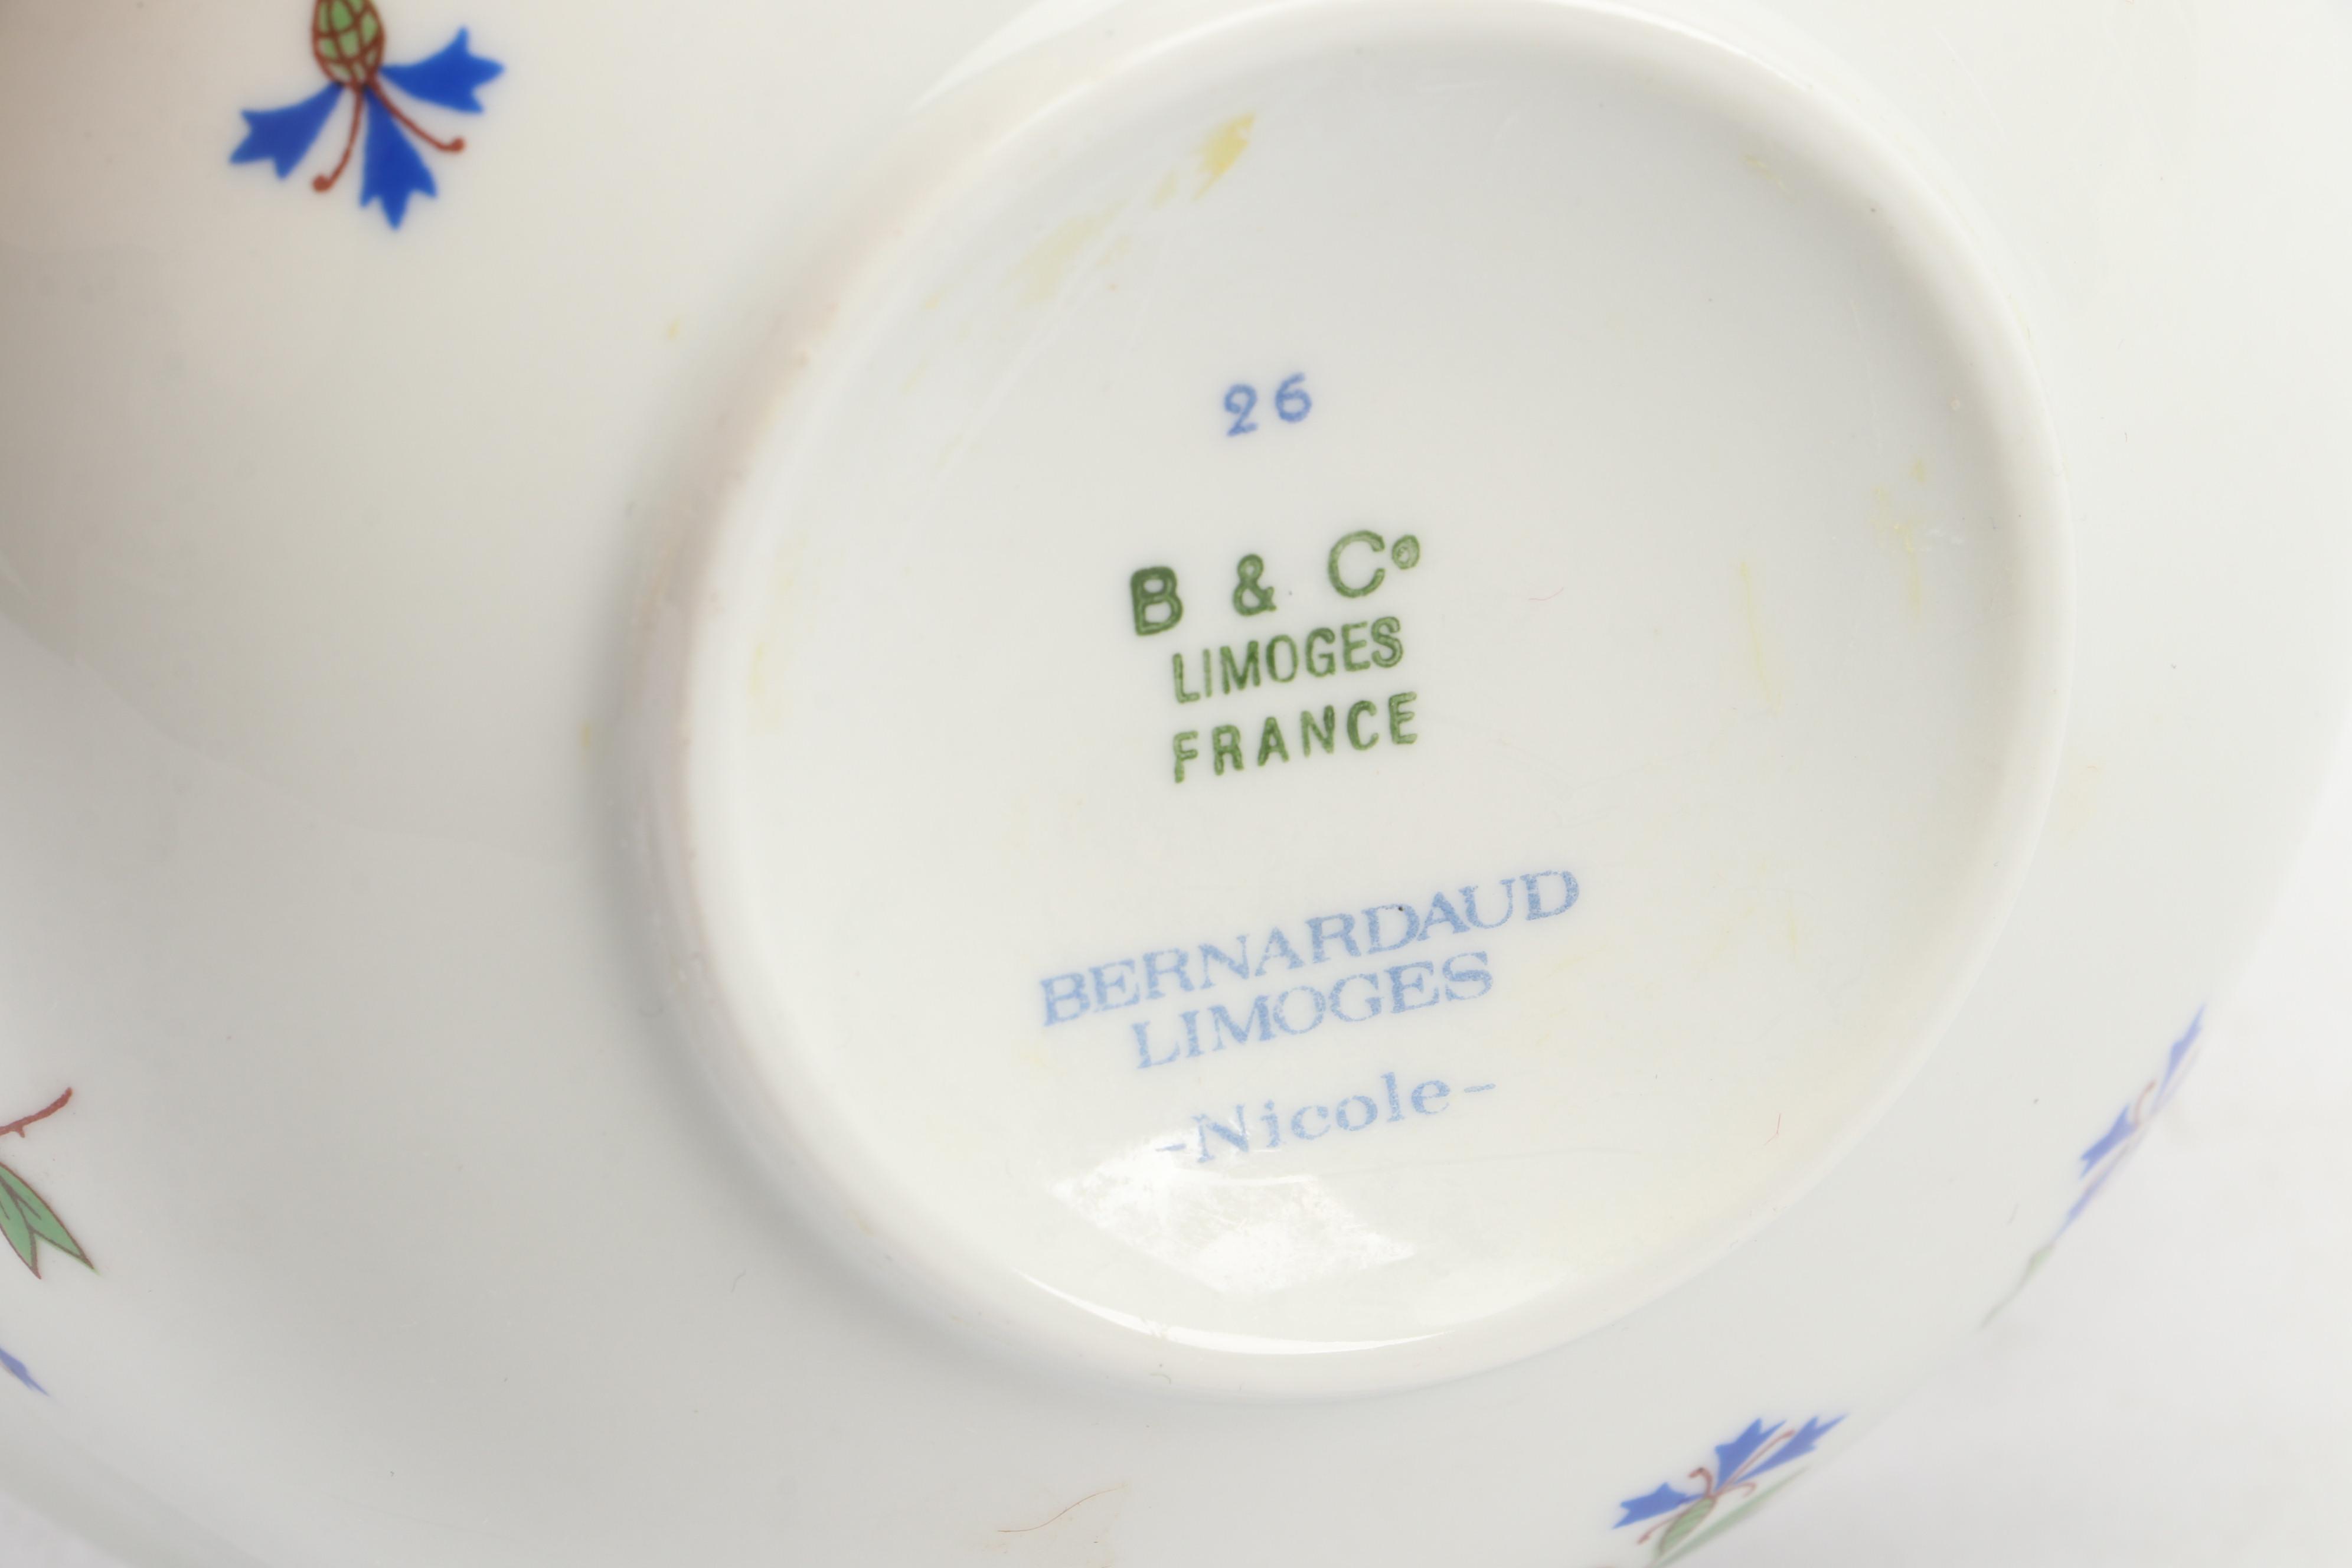 26
B & Cº
LIMOGES
FRANCE
BERNARDAUD
LIMOGES
-Nicole-